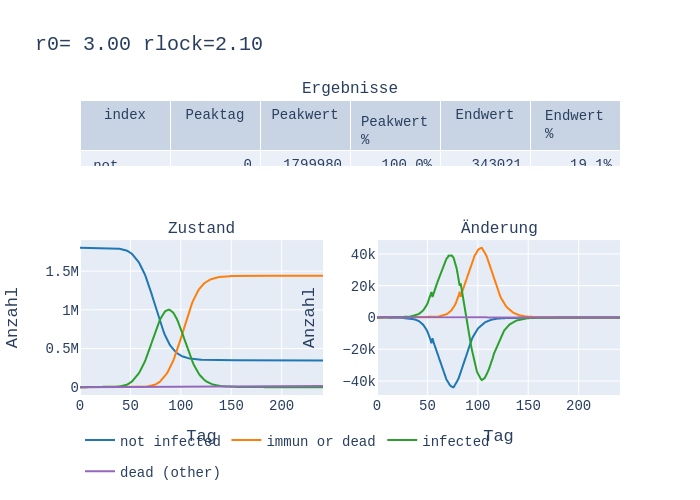 r0= 3.00 rlock=2.10
Ergebnisse
index Peaktag Peakwert Peakwert % Endwert Endwert %
not 0 1799980 100.0% 343021 19.1%
Zustand Änderung
Anzahl
1.5M
1M
0.5M
0
0 50 100 150 200
Tag
Anzahl
40k
20k
0
−20k
−40k
0 50 100 150 200
Tag
not infected immun or dead infected
dead (other)